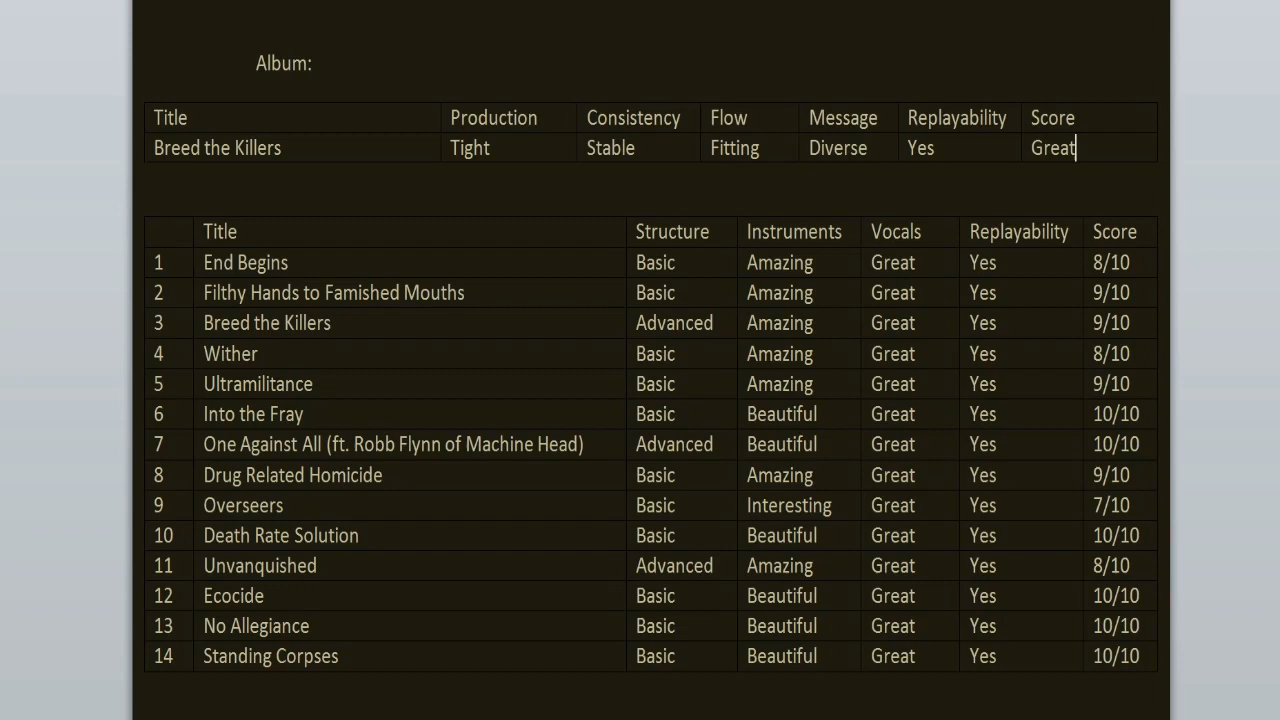 Album:
Title Production Consistency Flow Message Replayability Score
Breed the Killers Tight Stable Fitting Diverse Yes Great
Title Structure Instruments Vocals Replayability Score
1 End Begins Basic Amazing Great Yes 8/10
2 Filthy Hands to Famished Mouths Basic Amazing Great Yes 9/10
3 Breed the Killers Advanced Amazing Great Yes 9/10
4 Wither Basic Amazing Great Yes 8/10
5 Ultramilitance Basic Amazing Great Yes 9/10
6 Into the Fray Basic Beautiful Great Yes 10/10
7 One Against All (ft. Robb Flynn of Machine Head) Advanced Beautiful Great Yes 10/10
8 Drug Related Homicide Basic Amazing Great Yes 9/10
9 Overseers Basic Interesting Great Yes 7/10
10 Death Rate Solution Basic Beautiful Great Yes 10/10
11 Unvanquished Advanced Amazing Great Yes 8/10
12 Ecocide Basic Beautiful Great Yes 10/10
13 No Allegiance Basic Beautiful Great Yes 10/10
14 Standing Corpses Basic Beautiful Great Yes 10/10